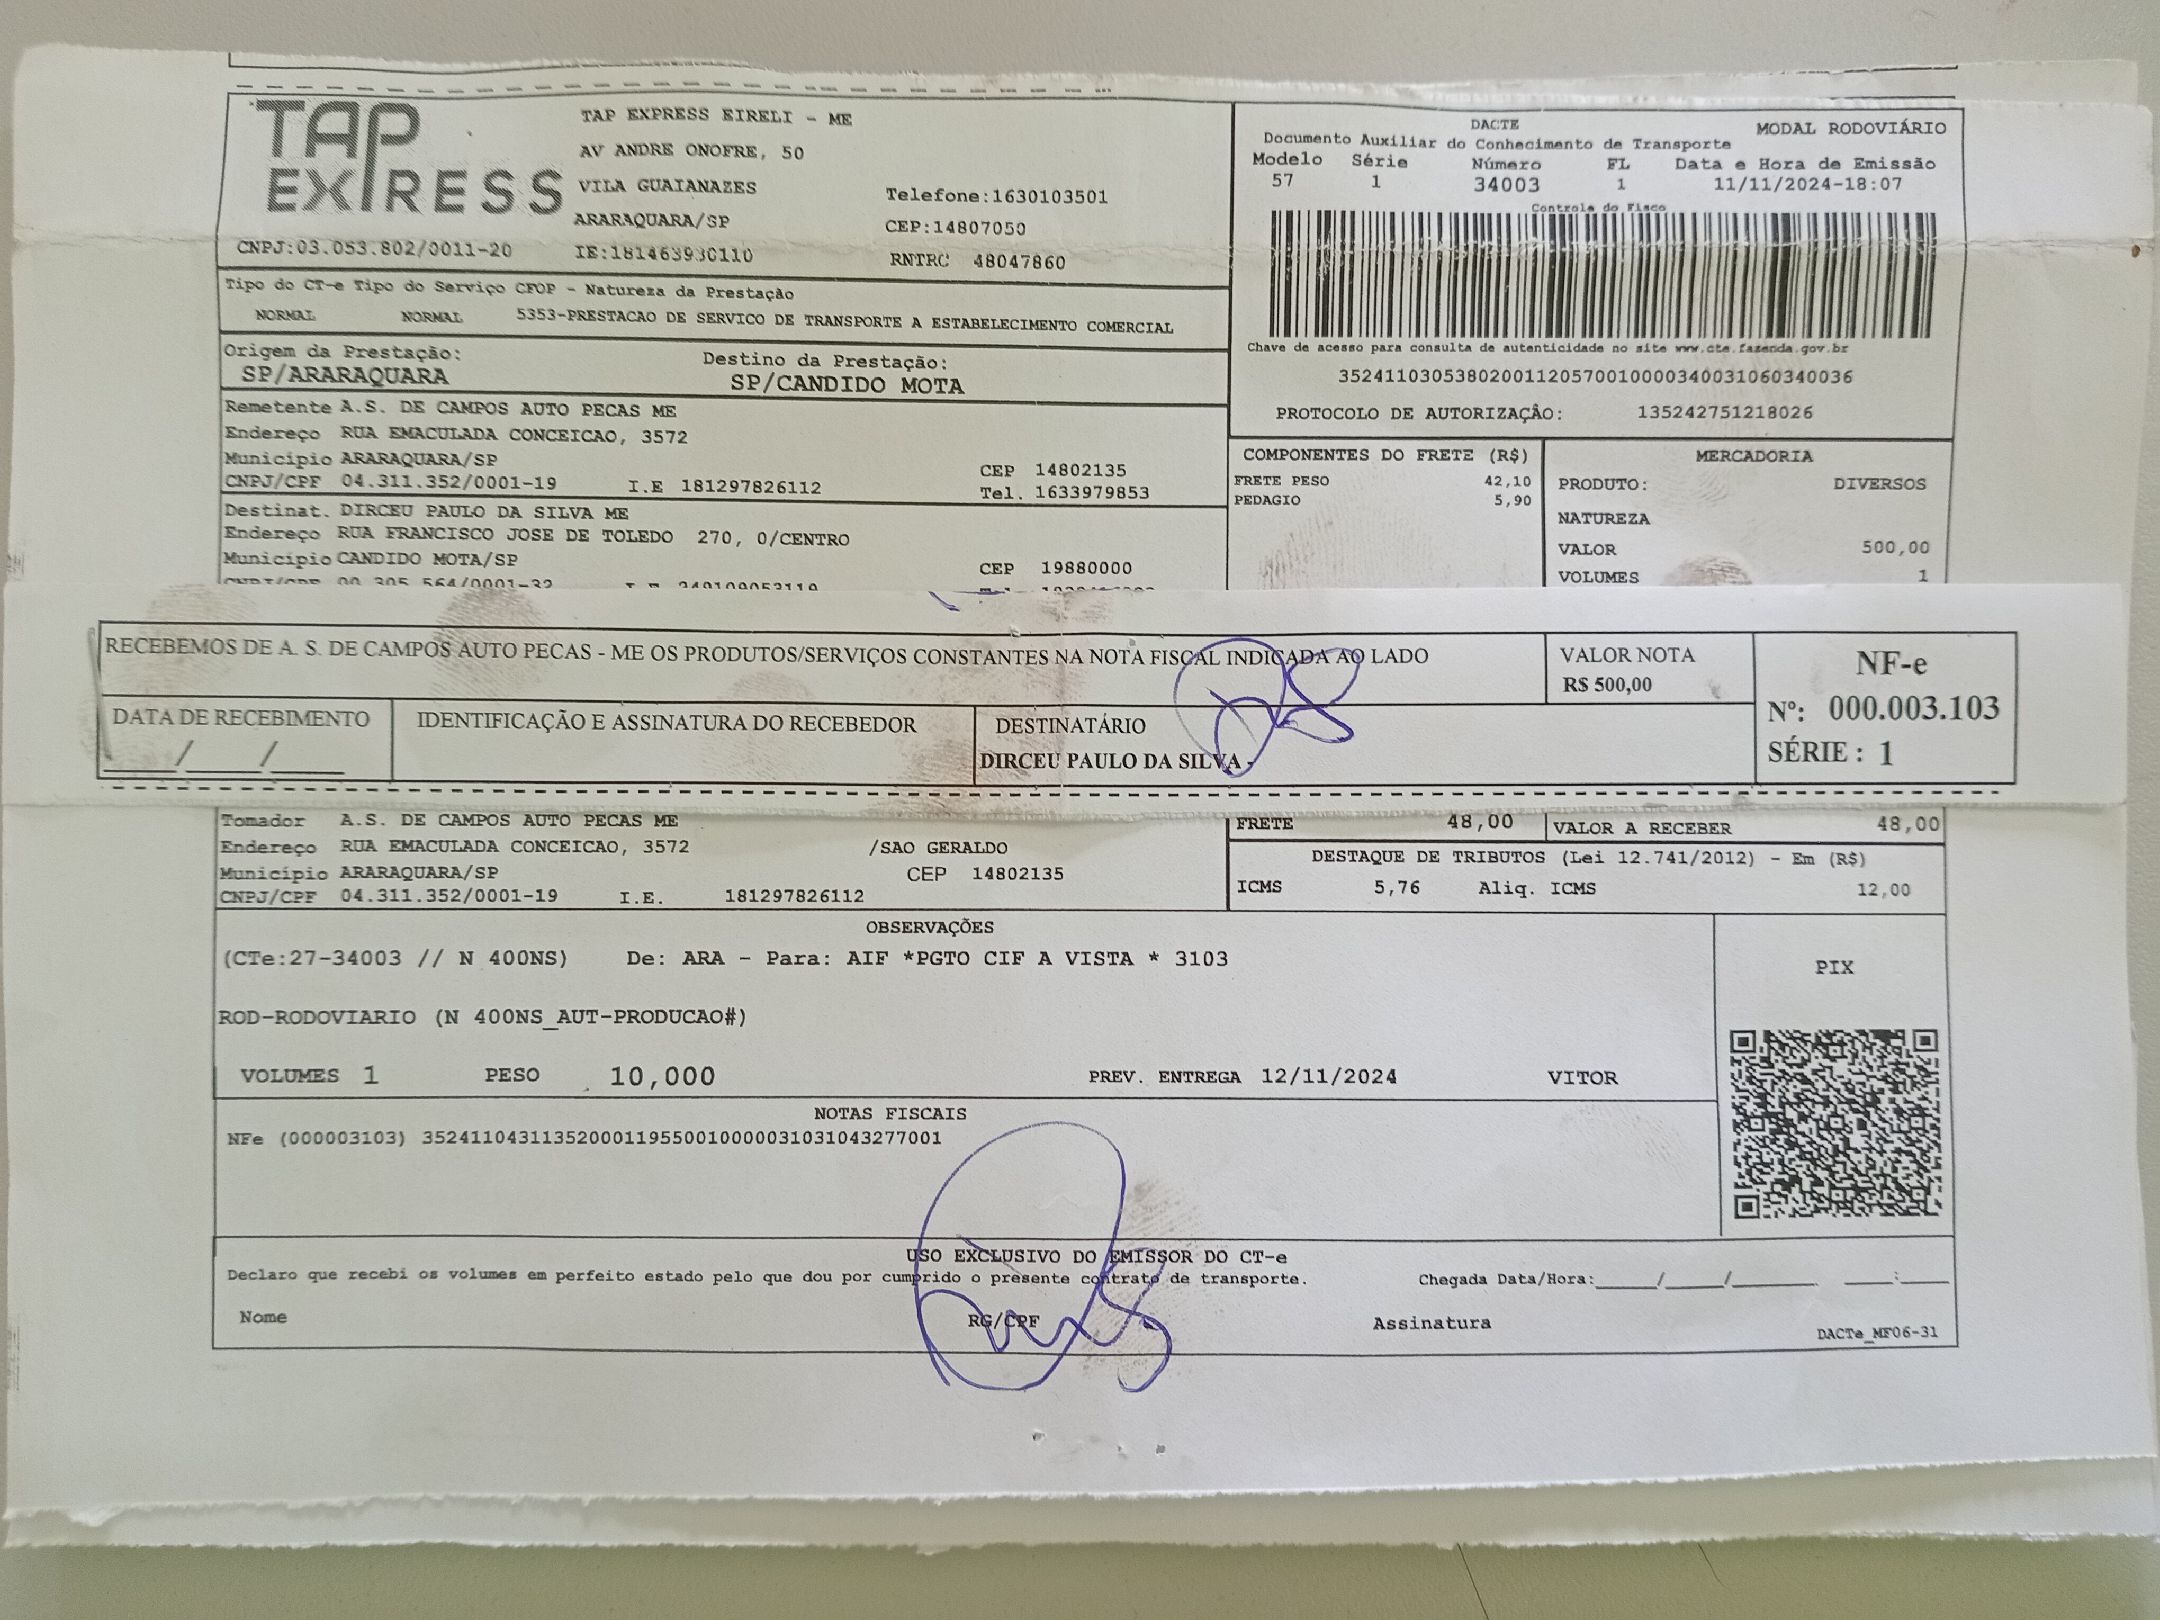 TAP EXPRESS
TAP EXPRESS EIRELI - ME
AV ANDRE ONOFRE, 50
VILA GUAIANAZES
Telefone:1630103501
ARARAQUARA/SP
CEP:14807050
CNPJ:03.053.802/0011-20
IE:181463930110
RNTRC 48047860
DACTE
MODAL RODOVIÁRIO
Documento Auxiliar do Conhecimento de Transporte
Modelo Série Número FL Data e Hora de Emissão
57 1 34003 1 11/11/2024-18:07
Controle do Fisco
Chave de acesso para consulta de autenticidade no site www.cte.fazenda.gov.br
35241103053802001120570010000340031060340036
PROTOCOLO DE AUTORIZAÇÂO: 135242751218026
Tipo do CT-e Tipo do Serviço CFOP - Natureza da Prestação
NORMAL NORMAL 5353-PRESTACAO DE SERVICO DE TRANSPORTE A ESTABELECIMENTO COMERCIAL
Origem da Prestação: Destino da Prestação:
SP/ARARAQUARA SP/CANDIDO MOTA
Remetente A.S. DE CAMPOS AUTO PECAS ME
Endereço RUA EMACULADA CONCEICAO, 3572
Município ARARAQUARA/SP CEP 14802135
CNPJ/CPF 04.311.352/0001-19 I.E 181297826112 Tel. 1633979853
Destinat. DIRCEU PAULO DA SILVA ME
Endereço RUA FRANCISCO JOSE DE TOLEDO 270, 0/CENTRO
Município CANDIDO MOTA/SP CEP 19880000
CNPJ/CPF 00.305.564/0001-32
COMPONENTES DO FRETE (R$)
FRETE PESO 42,10
PEDAGIO 5,90
MERCADORIA
PRODUTO: DIVERSOS
NATUREZA
VALOR 500,00
VOLUMES 1
RECEBEMOS DE A. S. DE CAMPOS AUTO PECAS - ME OS PRODUTOS/SERVIÇOS CONSTANTES NA NOTA FISCAL INDICADA AO LADO
VALOR NOTA
R$ 500,00
NF-e
Nº: 000.003.103
SÉRIE : 1
DATA DE RECEBIMENTO
____/____/____
IDENTIFICAÇÃO E ASSINATURA DO RECEBEDOR
DESTINATÁRIO
DIRCEU PAULO DA SILVA -
Tomador A.S. DE CAMPOS AUTO PECAS ME
Endereço RUA EMACULADA CONCEICAO, 3572 /SAO GERALDO
Município ARARAQUARA/SP CEP 14802135
CNPJ/CPF 04.311.352/0001-19 I.E. 181297826112
FRETE 48,00 VALOR A RECEBER 48,00
DESTAQUE DE TRIBUTOS (Lei 12.741/2012) - Em (R$)
ICMS 5,76 Aliq. ICMS 12,00
OBSERVAÇÕES
(CTe:27-34003 // N 400NS) De: ARA - Para: AIF *PGTO CIF A VISTA * 3103
ROD-RODOVIARIO (N 400NS_AUT-PRODUCAO#)
PIX
VOLUMES 1 PESO 10,000 PREV. ENTREGA 12/11/2024 VITOR
NOTAS FISCAIS
NFe (000003103) 35241104311352000119550010000031031043277001
USO EXCLUSIVO DO EMISSOR DO CT-e
Declaro que recebi os volumes em perfeito estado pelo que dou por cumprido o presente contrato de transporte.
Chegada Data/Hora:____/____/____ ___:___
Nome RG/CPF Assinatura
DACTe_MF06-31